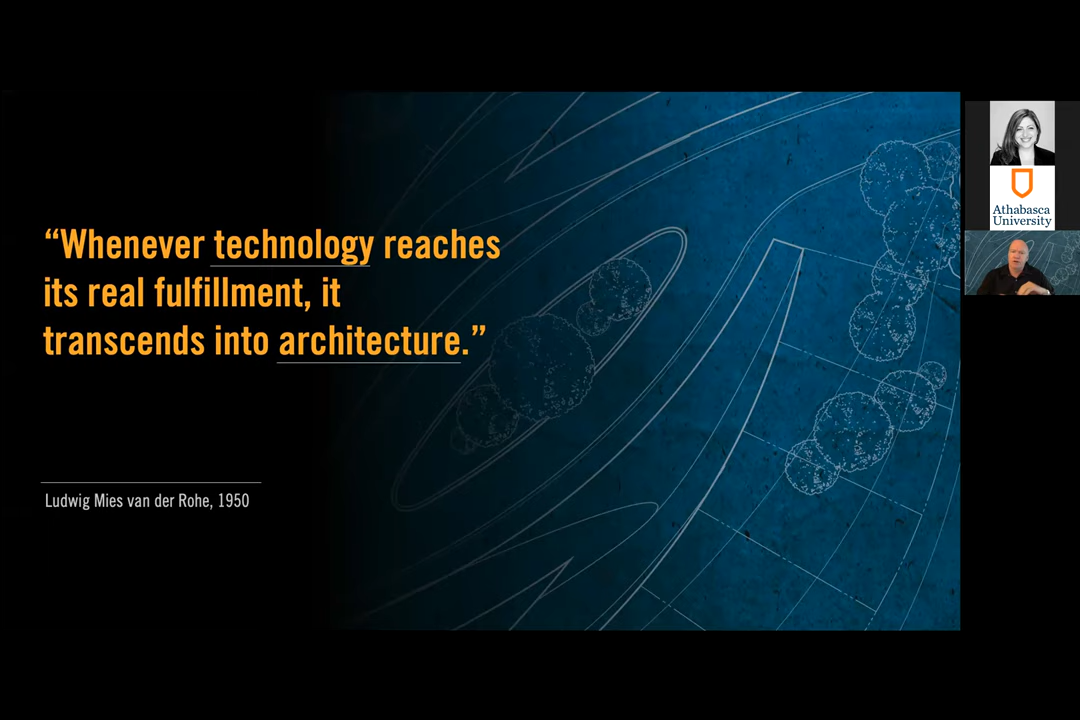 “Whenever technology reaches
its real fulfillment, it
transcends into architecture.”
Ludwig Mies van der Rohe, 1950
Athabasca
University